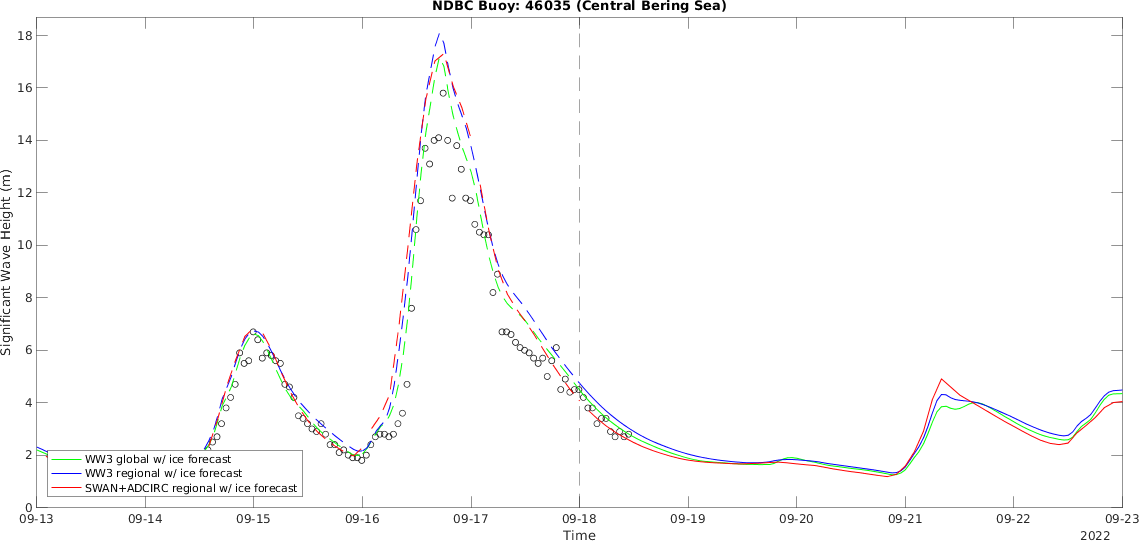 NDBC Buoy: 46035 (Central Bering Sea)
18
16
14
12
10
8
6
4
2
0
Significant Wave Height (m)
WW3 global w/ ice forecast
WW3 regional w/ ice forecast
SWAN+ADCIRC regional w/ ice forecast
09-13 09-14 09-15 09-16 09-17 09-18 09-19 09-20 09-21 09-22 09-23
Time
2022